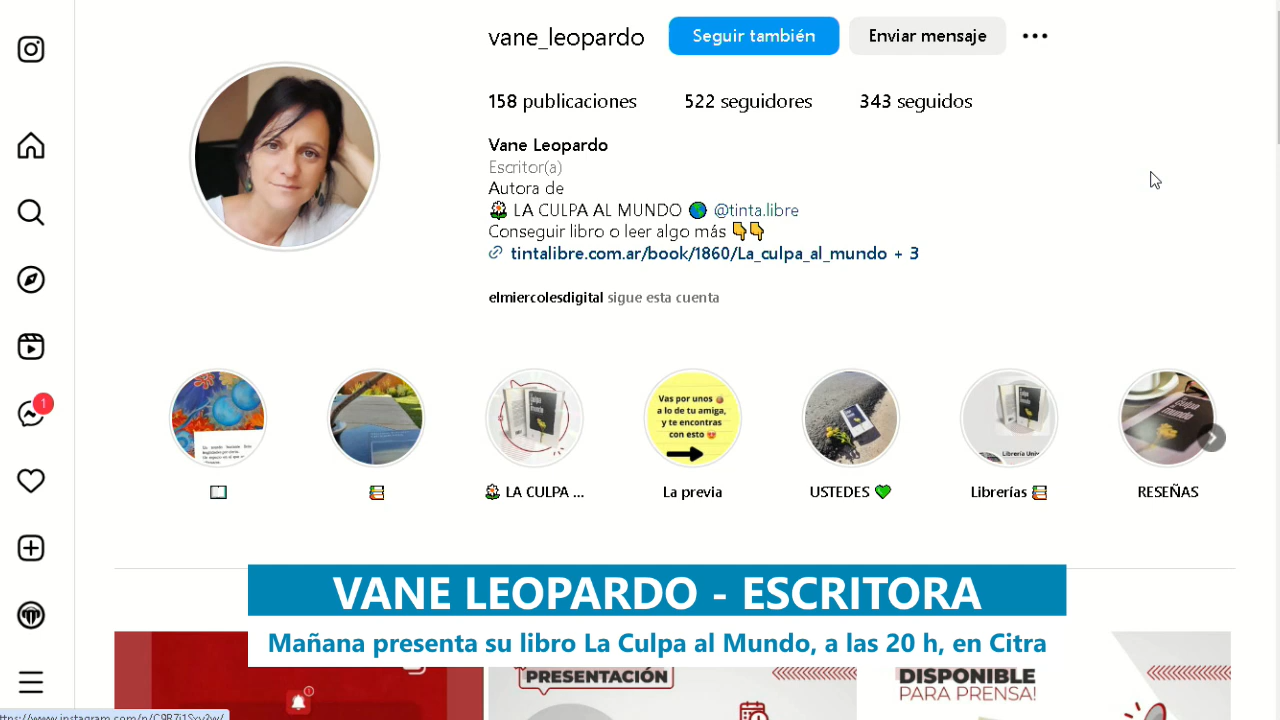 vane_leopardo Seguir también Enviar mensaje
158 publicaciones 522 seguidores 343 seguidos
Vane Leopardo
Escritor(a)
Autora de
LA CULPA AL MUNDO @tinta.libre
Conseguir libro o leer algo más
tintalibre.com.ar/book/1860/La_culpa_al_mundo + 3
elmiercolesdigital sigue esta cuenta
1
Vas por unos
a lo de tu amiga,
y te encontras
con esto
LA CULPA ...
La previa
USTEDES
Librerías
RESEÑAS
VANE LEOPARDO - ESCRITORA
Mañana presenta su libro La Culpa al Mundo, a las 20 h, en Citra
PRESENTACIÓN
DISPONIBLE
PARA PRENSA!